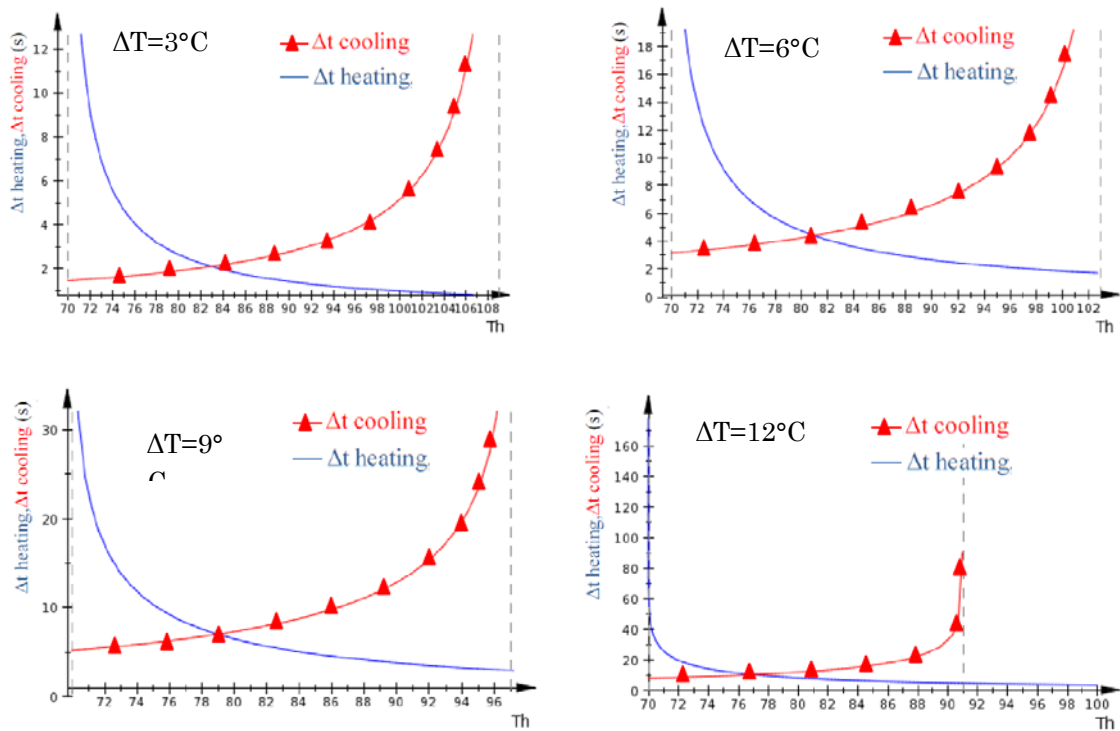 ΔT=3°C
Δt cooling
Δt heating.
Δt heating,Δt cooling (s)
12
10
8
6
4
2
70 72 74 76 78 80 82 84 86 88 90 92 94 96 98 100102104106 108
Th
ΔT=6°C
Δt cooling
Δt heating.
Δt heating,Δt cooling (s)
18
16
14
12
10
8
6
4
2
0
70 72 74 76 78 80 82 84 86 88 90 92 94 96 98 100 102
Th
ΔT=9°
C
Δt cooling
Δt heating.
Δt heating,Δt cooling (s)
30
20
10
0
72 74 76 78 80 82 84 86 88 90 92 94 96
Th
ΔT=12°C
Δt cooling
Δt heating.
Δt heating,Δt cooling (s)
160
140
120
100
80
60
40
20
0
70 72 74 76 78 80 82 84 86 88 90 92 94 96 98 100
Th